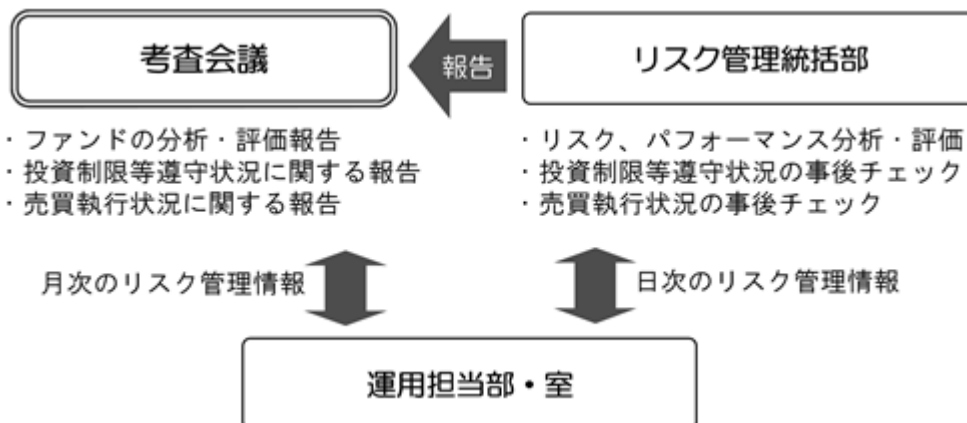 考査会議
報告
リスク管理統括部
・ファンドの分析・評価報告
・投資制限等遵守状況に関する報告
・売買執行状況に関する報告
・リスク、パフォーマンス分析・評価
・投資制限等遵守状況の事後チェック
・売買執行状況の事後チェック
月次のリスク管理情報
日次のリスク管理情報
運用担当部・室